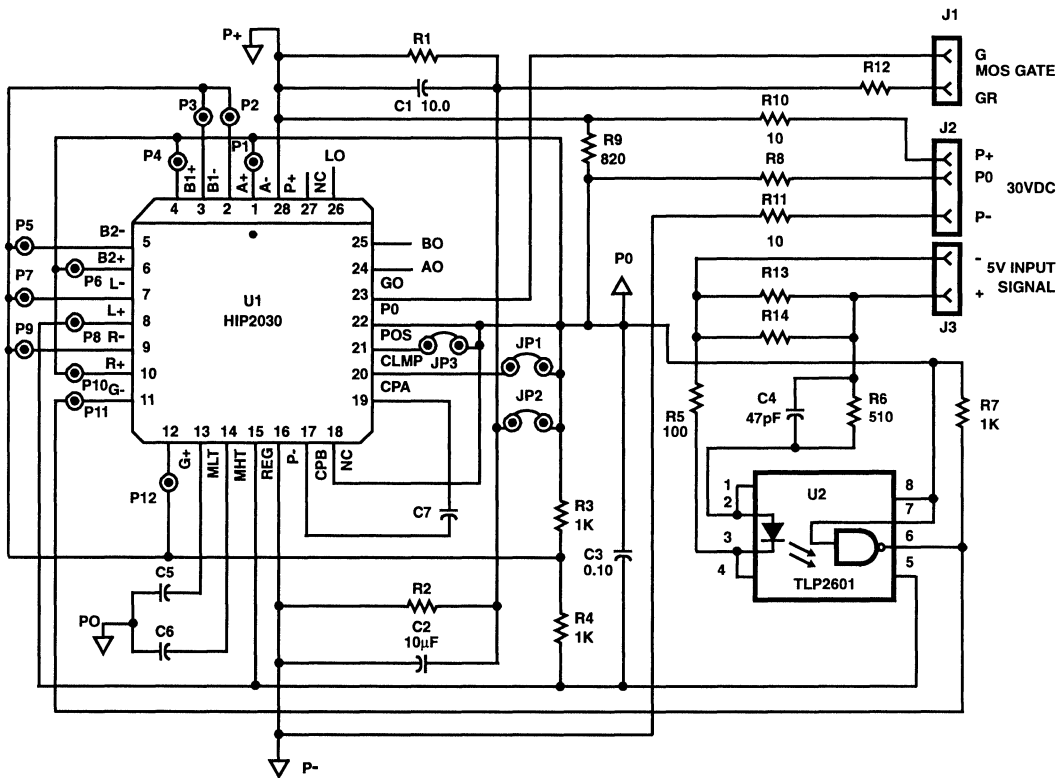 J1
P+
R1
G
MOS GATE
GR
R12
C1 10.0
P3
P2
R10
10
J2
R9
820
P4
P1
LO
B1+
B1-
A+
A-
P+
NC
R8
P+
P0
30VDC
R11
10
P-
4
3
2
1
28
27
26
P5
B2-
5
25
BO
B2+
6
24
AO
P6
GO
P0
-
5V INPUT
SIGNAL
+
J3
R13
P7
L-
7
U1
HIP2030
23
P0
L+
8
22
P9
P8
R-
9
POS
21
R14
CLMP
JP3
JP1
R+
10
20
CPA
P10
G-
P11
11
19
JP2
C4
47pF
R6
510
R5
100
R7
1K
12
13
14
15
16
17
18
G+
MLT
MHT
REG
P-
CPB
NC
P12
1
2
3
4
U2
8
7
6
5
TLP2601
C7
R3
1K
C3
0.10
C5
R2
PO
C6
C2
10µF
R4
1K
P-